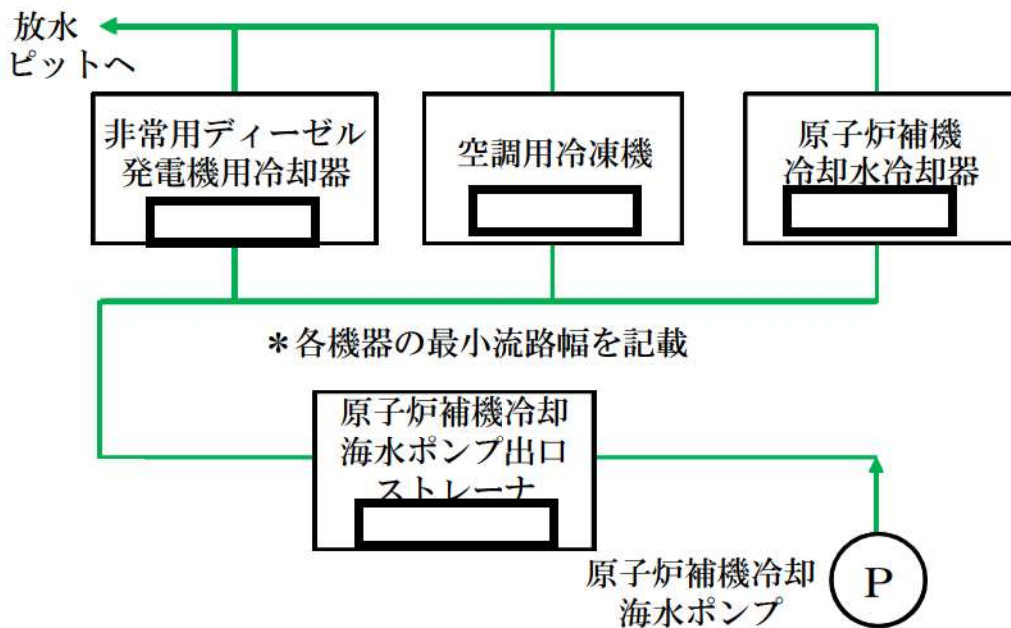 放水
ピットへ
非常用ディーゼル
発電機用冷却器
空調用冷凍機
原子炉補機
冷却水冷却器
＊各機器の最小流路幅を記載
原子炉補機冷却
海水ポンプ出口
ストレーナ
原子炉補機冷却
海水ポンプ
P